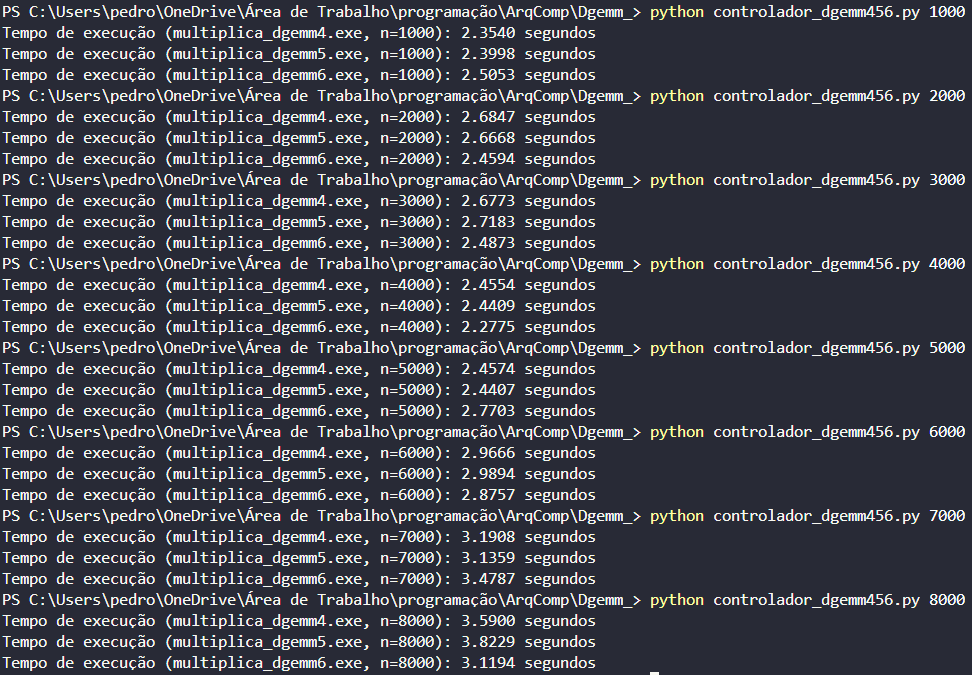 PS C:\Users\pedro\OneDrive\Área de Trabalho\programação\ArqComp\Dgemm_> python controlador_dgemm456.py 1000
Tempo de execução (multiplica_dgemm4.exe, n=1000): 2.3540 segundos
Tempo de execução (multiplica_dgemm5.exe, n=1000): 2.3998 segundos
Tempo de execução (multiplica_dgemm6.exe, n=1000): 2.5053 segundos
PS C:\Users\pedro\OneDrive\Área de Trabalho\programação\ArqComp\Dgemm_> python controlador_dgemm456.py 2000
Tempo de execução (multiplica_dgemm4.exe, n=2000): 2.6847 segundos
Tempo de execução (multiplica_dgemm5.exe, n=2000): 2.6668 segundos
Tempo de execução (multiplica_dgemm6.exe, n=2000): 2.4594 segundos
PS C:\Users\pedro\OneDrive\Área de Trabalho\programação\ArqComp\Dgemm_> python controlador_dgemm456.py 3000
Tempo de execução (multiplica_dgemm4.exe, n=3000): 2.6773 segundos
Tempo de execução (multiplica_dgemm5.exe, n=3000): 2.7183 segundos
Tempo de execução (multiplica_dgemm6.exe, n=3000): 2.4873 segundos
PS C:\Users\pedro\OneDrive\Área de Trabalho\programação\ArqComp\Dgemm_> python controlador_dgemm456.py 4000
Tempo de execução (multiplica_dgemm4.exe, n=4000): 2.4554 segundos
Tempo de execução (multiplica_dgemm5.exe, n=4000): 2.4409 segundos
Tempo de execução (multiplica_dgemm6.exe, n=4000): 2.2775 segundos
PS C:\Users\pedro\OneDrive\Área de Trabalho\programação\ArqComp\Dgemm_> python controlador_dgemm456.py 5000
Tempo de execução (multiplica_dgemm4.exe, n=5000): 2.4574 segundos
Tempo de execução (multiplica_dgemm5.exe, n=5000): 2.4407 segundos
Tempo de execução (multiplica_dgemm6.exe, n=5000): 2.7703 segundos
PS C:\Users\pedro\OneDrive\Área de Trabalho\programação\ArqComp\Dgemm_> python controlador_dgemm456.py 6000
Tempo de execução (multiplica_dgemm4.exe, n=6000): 2.9666 segundos
Tempo de execução (multiplica_dgemm5.exe, n=6000): 2.9894 segundos
Tempo de execução (multiplica_dgemm6.exe, n=6000): 2.8757 segundos
PS C:\Users\pedro\OneDrive\Área de Trabalho\programação\ArqComp\Dgemm_> python controlador_dgemm456.py 7000
Tempo de execução (multiplica_dgemm4.exe, n=7000): 3.1908 segundos
Tempo de execução (multiplica_dgemm5.exe, n=7000): 3.1359 segundos
Tempo de execução (multiplica_dgemm6.exe, n=7000): 3.4787 segundos
PS C:\Users\pedro\OneDrive\Área de Trabalho\programação\ArqComp\Dgemm_> python controlador_dgemm456.py 8000
Tempo de execução (multiplica_dgemm4.exe, n=8000): 3.5900 segundos
Tempo de execução (multiplica_dgemm5.exe, n=8000): 3.8229 segundos
Tempo de execução (multiplica_dgemm6.exe, n=8000): 3.1194 segundos